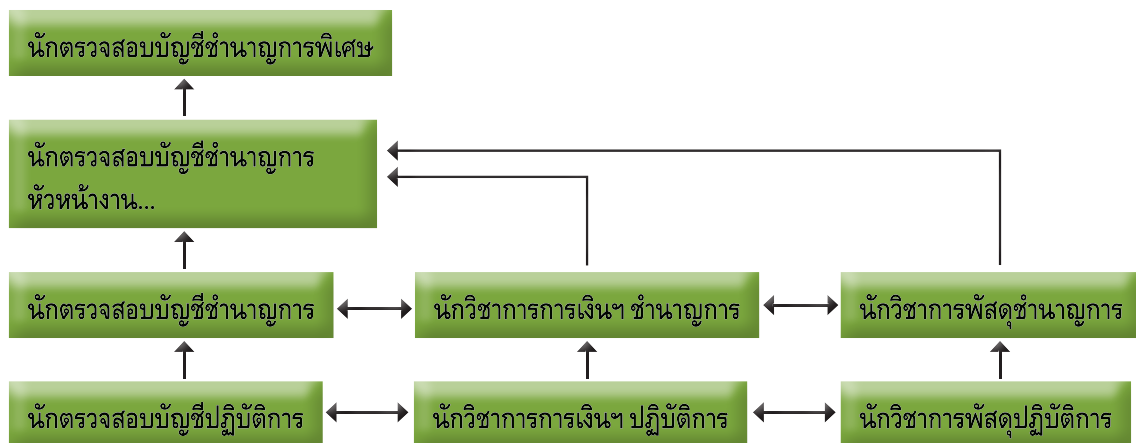 นักตรวจสอบบัญชีชำนาญการพิเศษ
นักตรวจสอบบัญชีชำนาญการ
หัวหน้างาน...
นักตรวจสอบบัญชีชำนาญการ
นักวิชาการการเงินฯ ชำนาญการ
นักวิชาการพัสดุชำนาญการ
นักตรวจสอบบัญชีปฏิบัติการ
นักวิชาการการเงินฯ ปฏิบัติการ
นักวิชาการพัสดุปฏิบัติการ